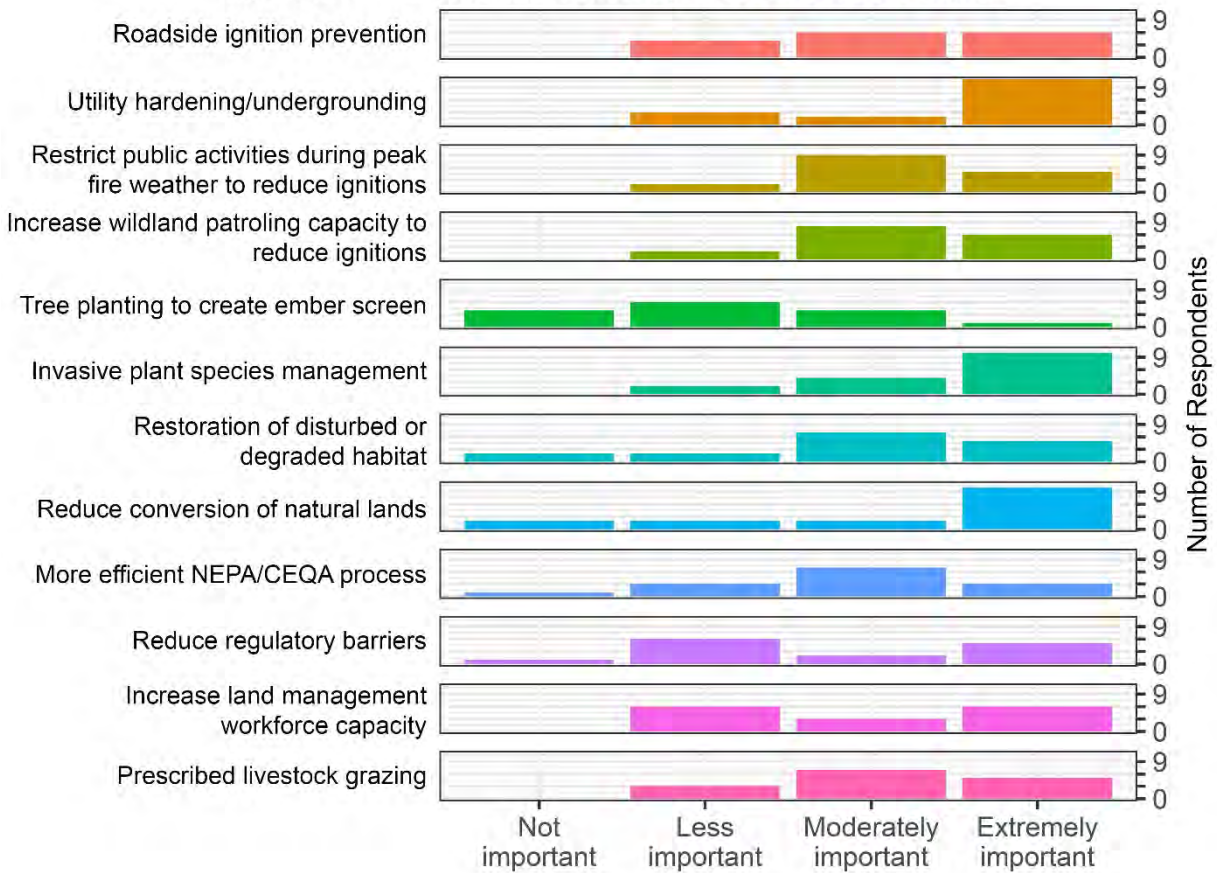 Roadside ignition prevention
9
0
Utility hardening/undergrounding
9
0
Restrict public activities during peak
fire weather to reduce ignitions
9
0
Increase wildland patroling capacity to
reduce ignitions
9
0
Tree planting to create ember screen
9
0
Invasive plant species management
9
0
Restoration of disturbed or
degraded habitat
9
0
Reduce conversion of natural lands
9
0
More efficient NEPA/CEQA process
9
0
Reduce regulatory barriers
9
0
Increase land management
workforce capacity
9
0
Prescribed livestock grazing
9
0
Number of Respondents
Not
important
Less
important
Moderately
important
Extremely
important